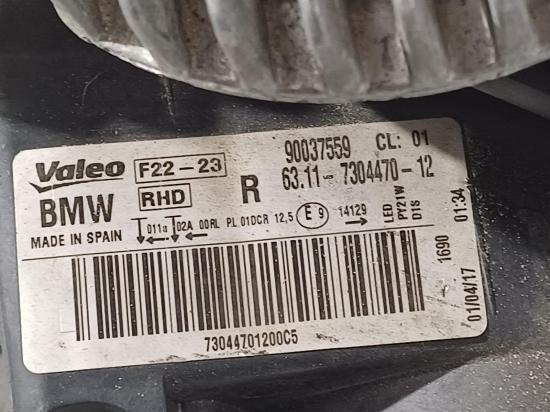 Valeo F22-23 90037559 CL: 01
BMW RHD R 63.11-7304470-12
MADE IN SPAIN 011a 02A 00RL PL 01DCR 12,5 E9 14129
LED
PY21W
D1S
1690 01:34
01/04/17
73044701200C5